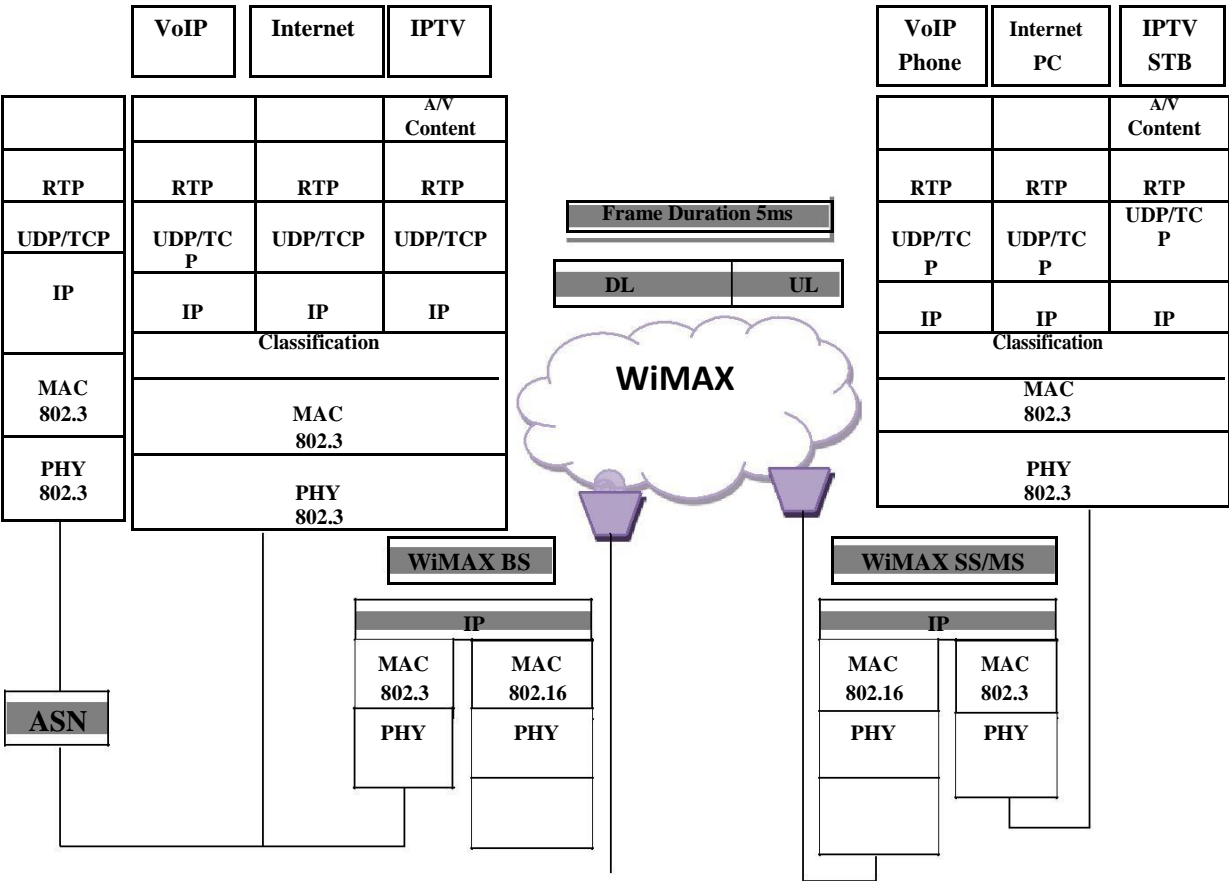 VoIP
Internet
IPTV
VoIP
Phone
Internet
PC
IPTV
STB
A/V
Content
RTP
RTP
RTP
RTP
UDP/TCP
UDP/TC
P
UDP/TCP
UDP/TCP
IP
IP
IP
IP
Classification
MAC
802.3
MAC
802.3
PHY
802.3
PHY
802.3
Frame Duration 5ms
DL
UL
WiMAX
A/V
Content
RTP
RTP
RTP
UDP/TC
P
UDP/TC
P
UDP/TC
P
IP
IP
IP
Classification
MAC
802.3
PHY
802.3
WiMAX BS
IP
MAC
802.3
MAC
802.16
PHY
PHY
WiMAX SS/MS
IP
MAC
802.16
MAC
802.3
PHY
PHY
ASN